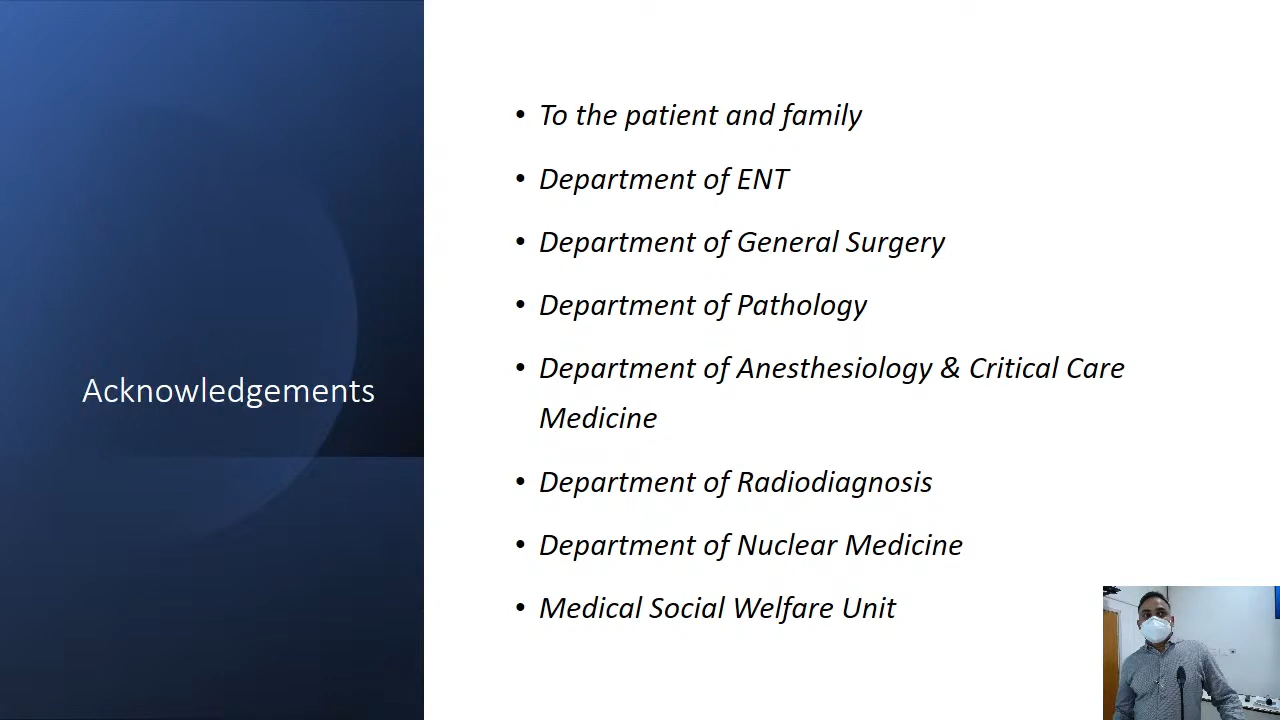 Acknowledgements
• To the patient and family
• Department of ENT
• Department of General Surgery
• Department of Pathology
• Department of Anesthesiology & Critical Care
Medicine
• Department of Radiodiagnosis
• Department of Nuclear Medicine
• Medical Social Welfare Unit